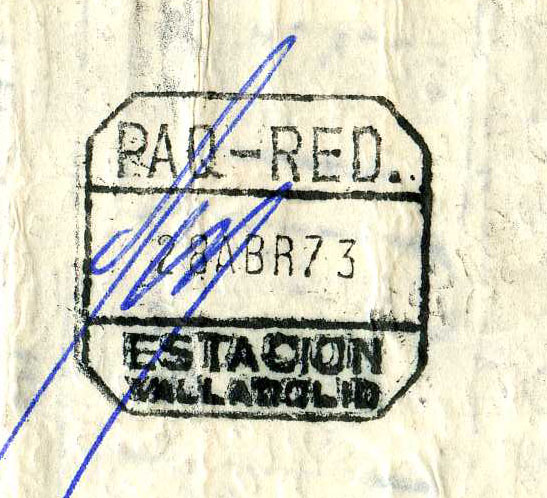 PAQ-RED.
28ABR73
ESTACION
VALLADOLID